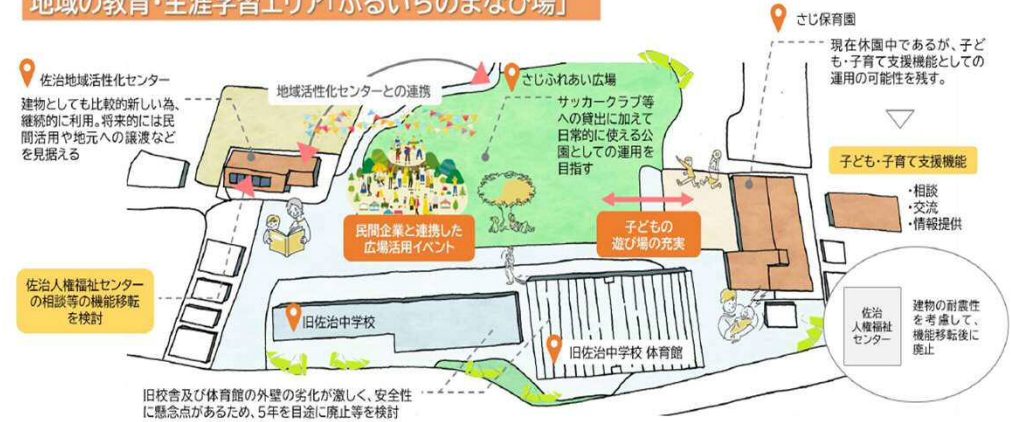 地域の教育・生涯学習エリア「ふるいちのまなび場」
佐治地域活性化センター
建物としても比較的新しい為、
継続的に利用。将来的には民
間活用や地元への譲渡など
を見据える
地域活性化センターとの連携
さじふれあい広場
サッカークラブ等
への貸出に加えて
日常的に使える公
園としての運用を
目指す
さじ保育園
現在休園中であるが、子ど
も・子育て支援機能としての
運用の可能性を残す。
子ども・子育て支援機能
・相談
・交流
・情報提供
民間企業と連携した
広場活用イベント
子どもの
遊び場の充実
佐治人権福祉センター
の相談等の機能移転
を検討
旧佐治中学校
旧佐治中学校 体育館
佐治
人権福祉
センター
建物の耐震性
を考慮して、
機能移転後に
廃止
旧校舎及び体育館の外壁の劣化が激しく、安全性
に懸念点があるため、5年を目途に廃止等を検討